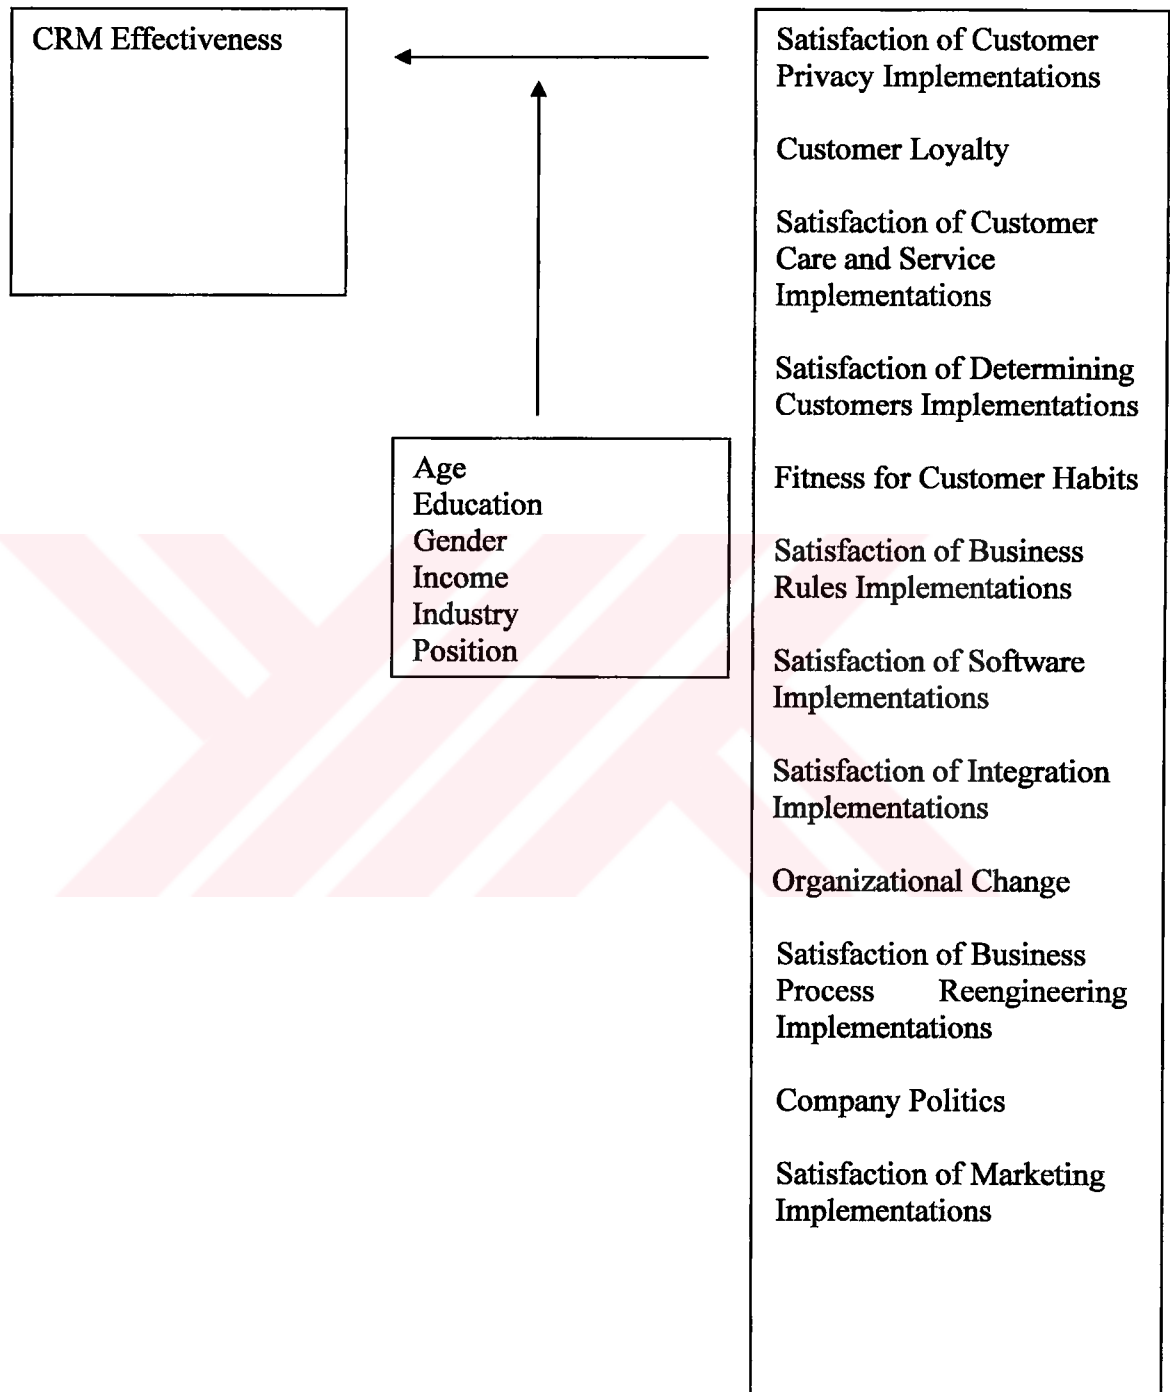 CRM Effectiveness
Satisfaction of Customer
Privacy Implementations
Customer Loyalty
Satisfaction of Customer
Care and Service
Implementations
Satisfaction of Determining
Customers Implementations
Fitness for Customer Habits
Satisfaction of Business
Rules Implementations
Satisfaction of Software
Implementations
Satisfaction of Integration
Implementations
Organizational Change
Satisfaction of Business
Process Reengineering
Implementations
Company Politics
Satisfaction of Marketing
Implementations
Age
Education
Gender
Income
Industry
Position